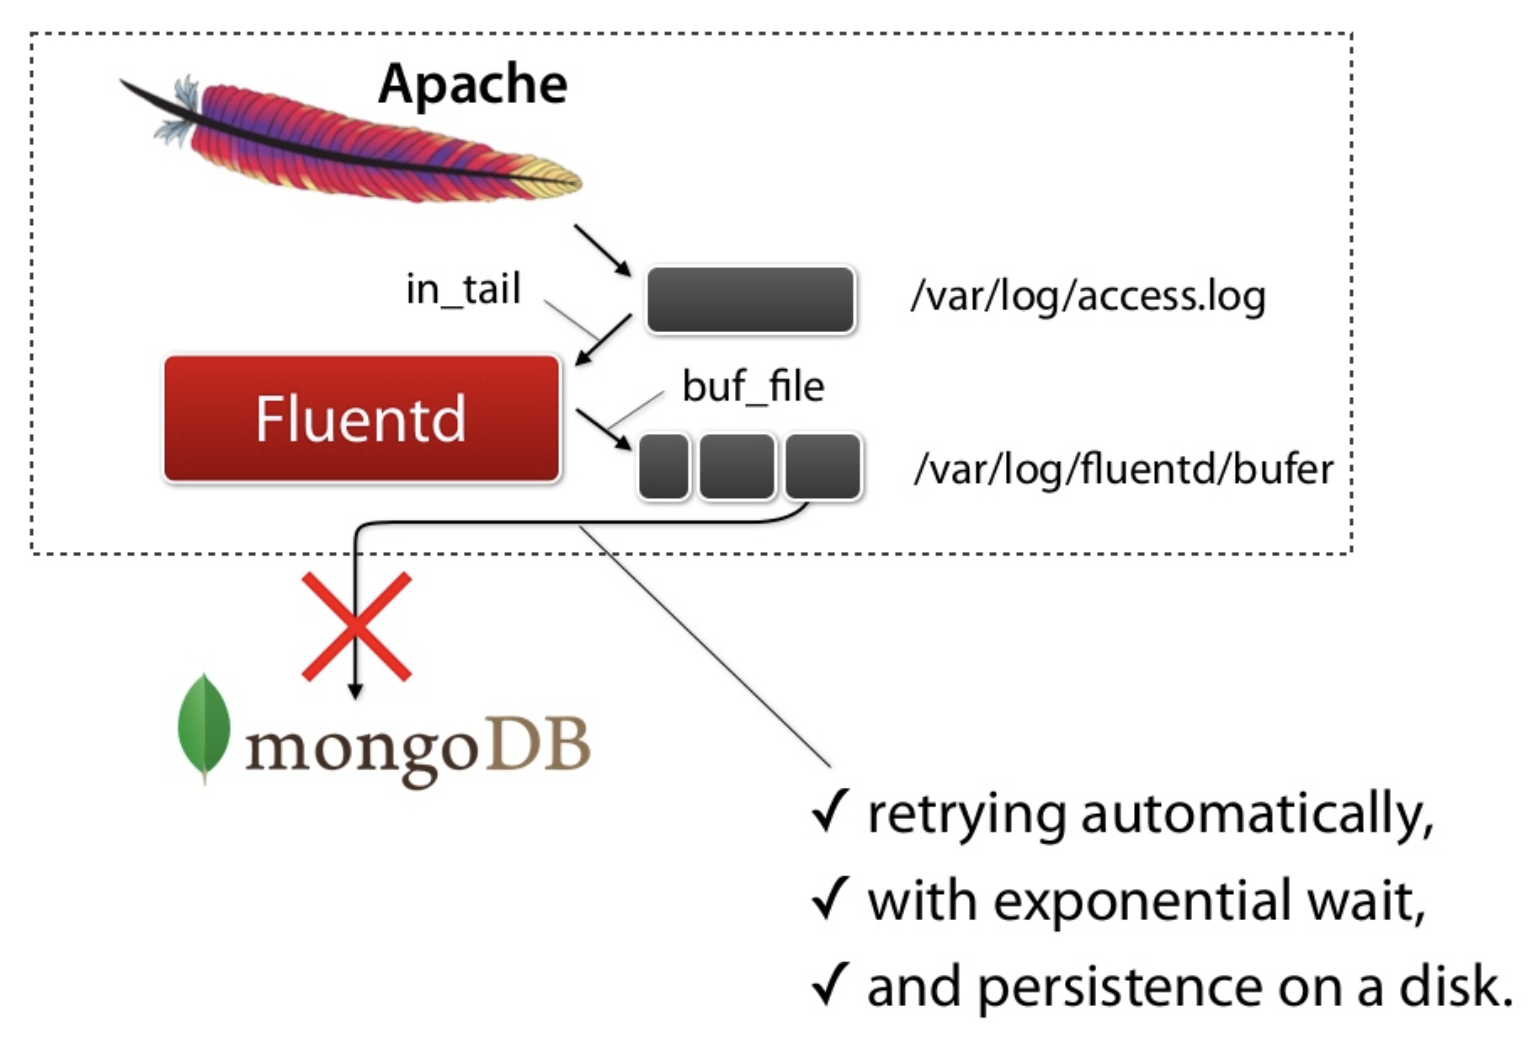 Apache
in_tail
/var/log/access.log
Fluentd
buf_file
/var/log/fluentd/bufer
mongoDB
✓ retrying automatically,
✓ with exponential wait,
✓ and persistence on a disk.